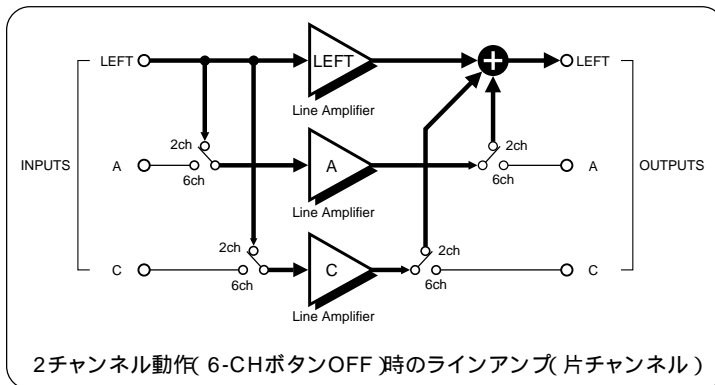 LEFT
LEFT
LEFT
Line Amplifier
2ch
2ch
INPUTS
A
6ch
A
6ch
A
OUTPUTS
Line Amplifier
2ch
2ch
C
6ch
C
6ch
C
Line Amplifier
2チャンネル動作(6-CHボタンOFF)時のラインアンプ(片チャンネル)